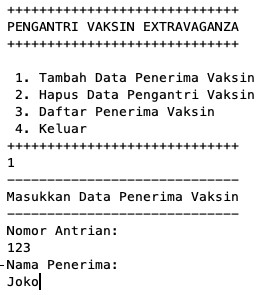 +++++++++++++++++++++++++++++
PENGANTRI VAKSIN EXTRAVAGANZA
+++++++++++++++++++++++++++++
1. Tambah Data Penerima Vaksin
2. Hapus Data Pengantri Vaksin
3. Daftar Penerima Vaksin
4. Keluar
+++++++++++++++++++++++++++++
1
-----------------------------
Masukkan Data Penerima Vaksin
-----------------------------
Nomor Antrian:
123
Nama Penerima:
Joko